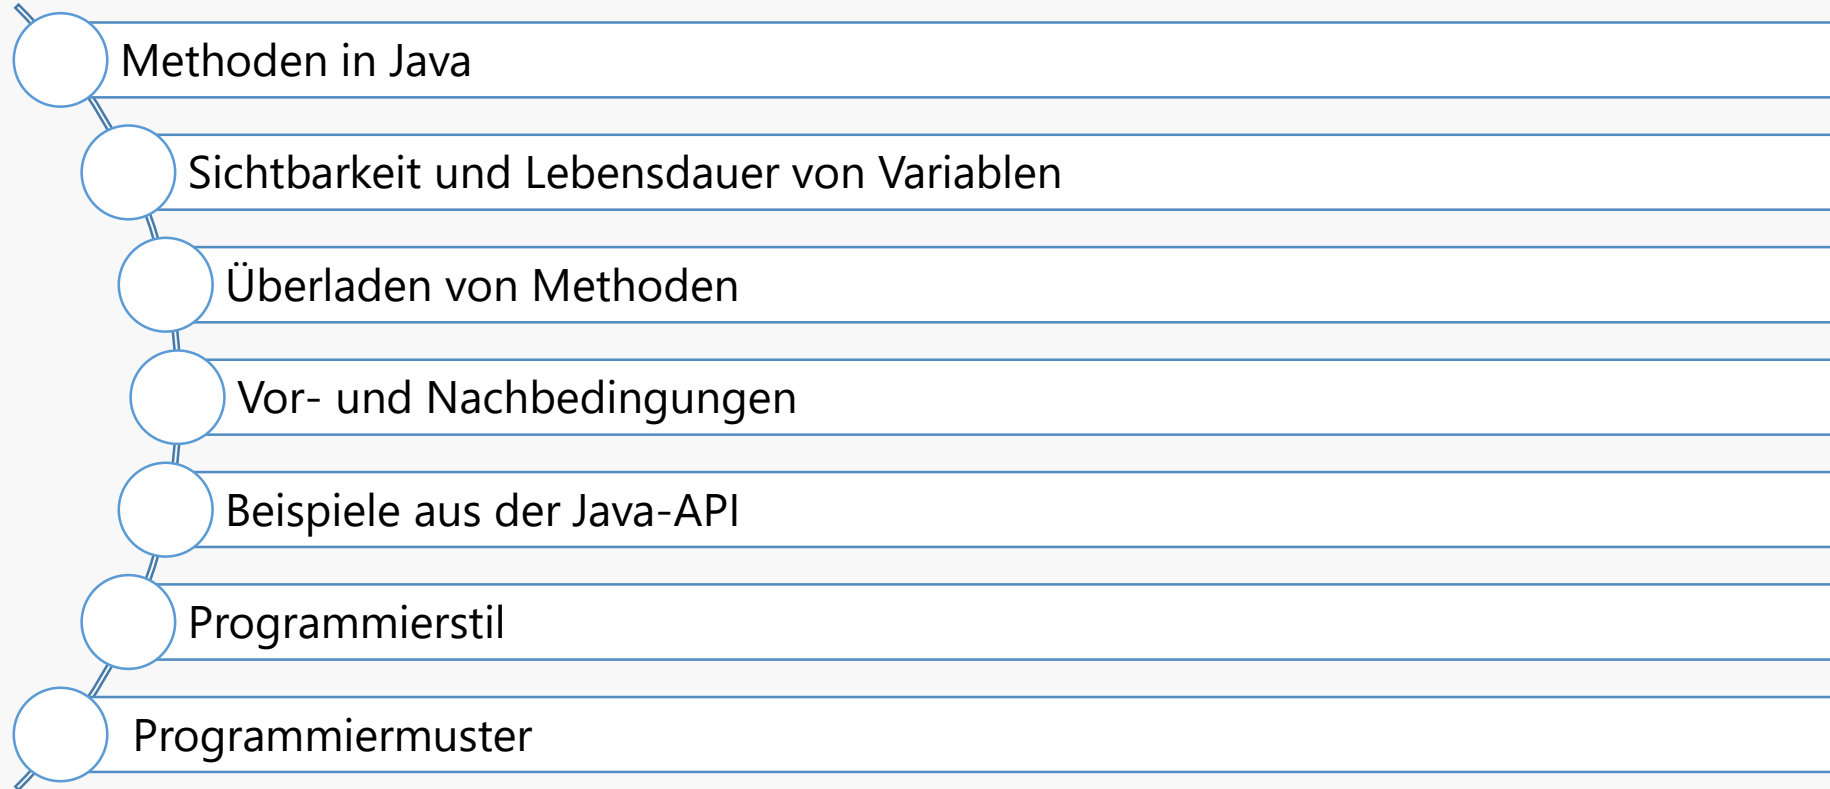 Methoden in Java
Sichtbarkeit und Lebensdauer von Variablen
Überladen von Methoden
Vor- und Nachbedingungen
Beispiele aus der Java-API
Programmierstil
Programmiermuster